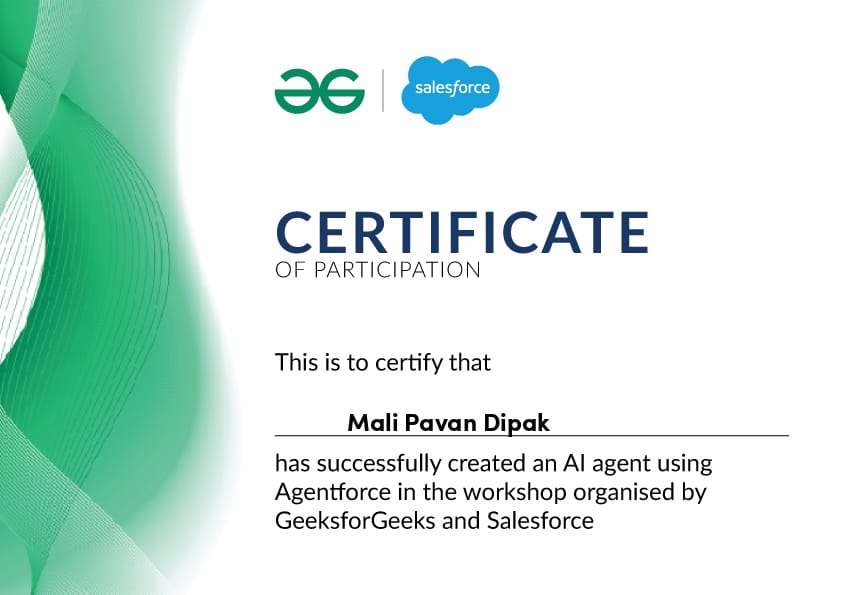 salesforce
CERTIFICATE
OF PARTICIPATION
This is to certify that
Mali Pavan Dipak
has successfully created an AI agent using
Agentforce in the workshop organised by
GeeksforGeeks and Salesforce